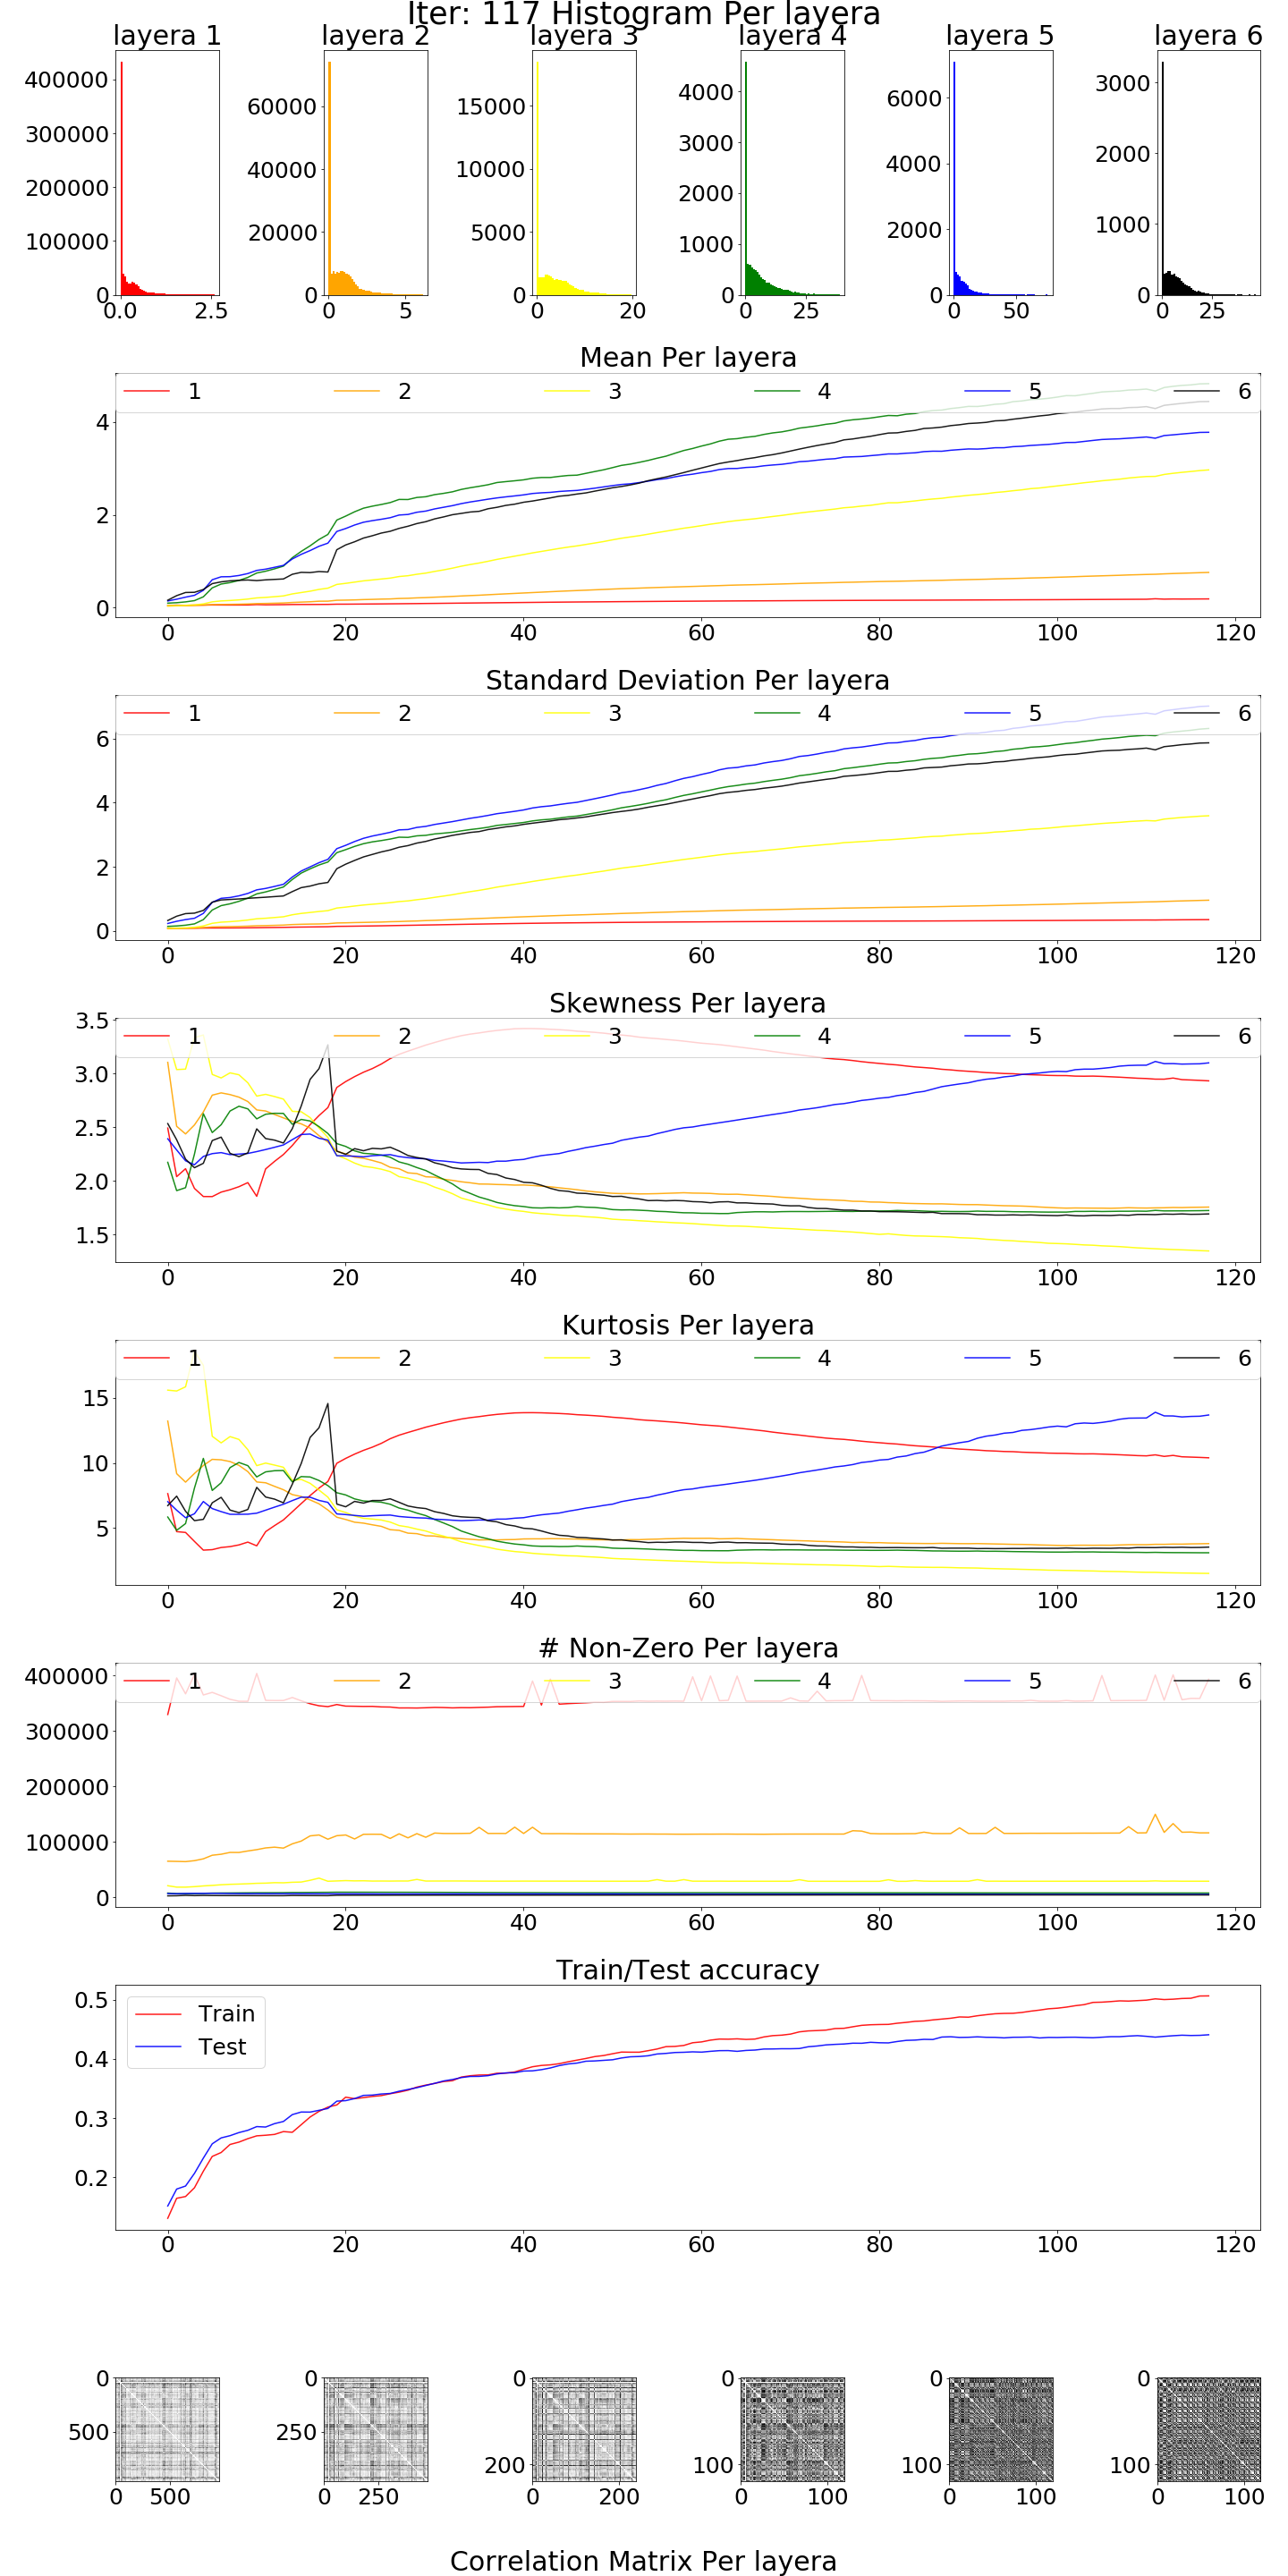 Iter: 117 Histogram Per layera
layera 1 layera 2 layera 3 layera 4 layera 5 layera 6
400000 300000 200000 100000 0
0.0 2.5
60000 40000 20000 0
0 5
15000 10000 5000 0
0 20
4000 3000 2000 1000 0
0 25
6000 4000 2000 0
0 50
3000 2000 1000 0
0 25
Mean Per layera
1 2 3 4 5 6
4
2
0
0 20 40 60 80 100 120
Standard Deviation Per layera
1 2 3 4 5 6
6
4
2
0
0 20 40 60 80 100 120
Skewness Per layera
3.5
1 2 3 4 5 6
3.0
2.5
2.0
1.5
0 20 40 60 80 100 120
Kurtosis Per layera
1 2 3 4 5 6
15
10
5
0 20 40 60 80 100 120
# Non-Zero Per layera
400000
1 2 3 4 5 6
300000
200000
100000
0
0 20 40 60 80 100 120
Train/Test accuracy
0.5
Train
Test
0.4
0.3
0.2
0 20 40 60 80 100 120
0 500
0 500
0 250
0 250
0 200
0 200
0 100
0 100
0 100
0 100
0 100
0 100
Correlation Matrix Per layera